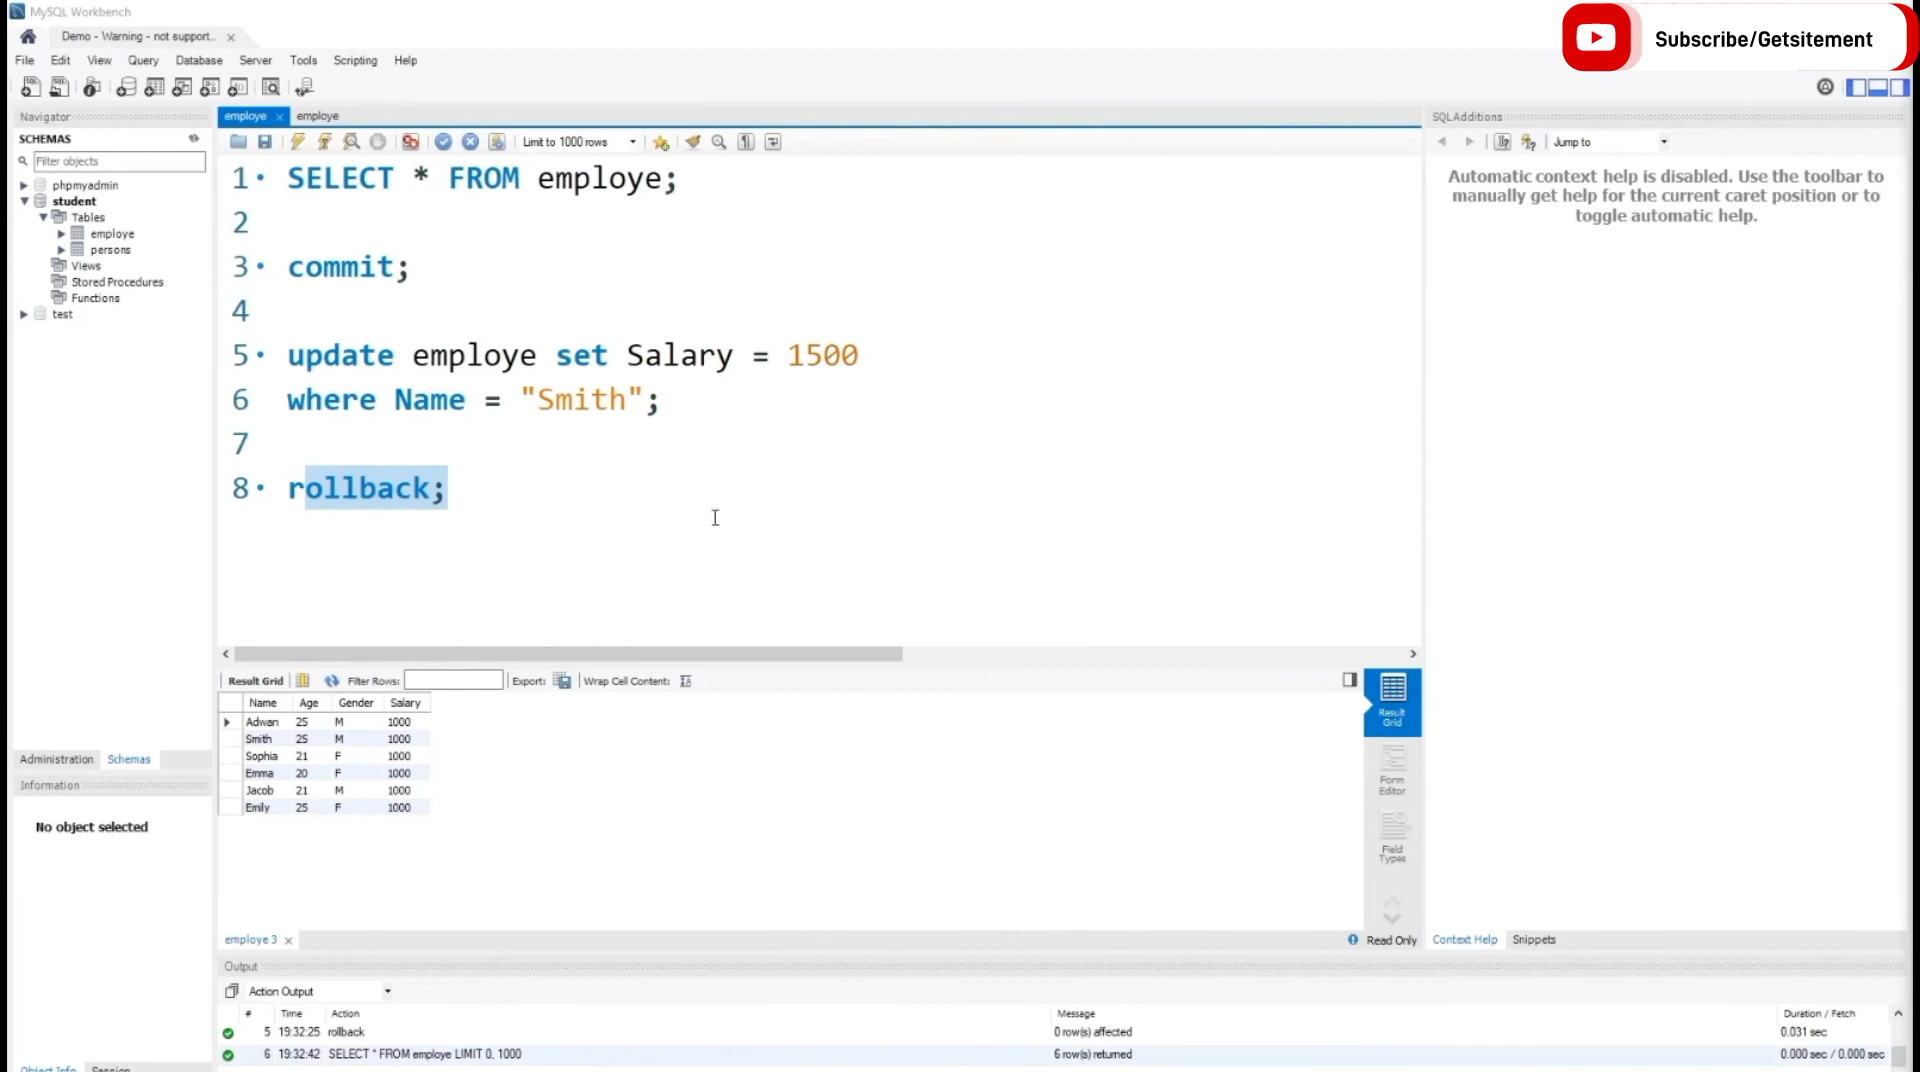 MySQL Workbench
Subscribe/Getsitement
Demo - Warning - not support..
File Edit View Query Database Server Tools Scripting Help
Navigator
SCHEMAS
Filter objects
phpmyadmin
student
Tables
employe
persons
Views
Stored Procedures
Functions
test
Administration Schemas
Information
No object selected
Object Info Session
employe employe
Limit to 1000 rows
1 SELECT * FROM employe;
2
3 commit;
4
5 update employe set Salary = 1500
6 where Name = "Smith";
7
8 rollback;
Result Grid Filter Rows: Export: Wrap Cell Content:
Name Age Gender Salary
Adwan 25 M 1000
Smith 25 M 1000
Sophia 21 F 1000
Emma 20 F 1000
Jacob 21 M 1000
Emily 25 F 1000
Result
Grid
Form
Editor
Field
Types
employe 3
Read Only
SQLAdditions
Jump to
Automatic context help is disabled. Use the toolbar to
manually get help for the current caret position or to
toggle automatic help.
Context Help Snippets
Output
Action Output
# Time Action Message Duration / Fetch
5 19:32:25 rollback 0 row(s) affected 0.031 sec
6 19:32:42 SELECT * FROM employe LIMIT 0, 1000 6 row(s) returned 0.000 sec / 0.000 sec